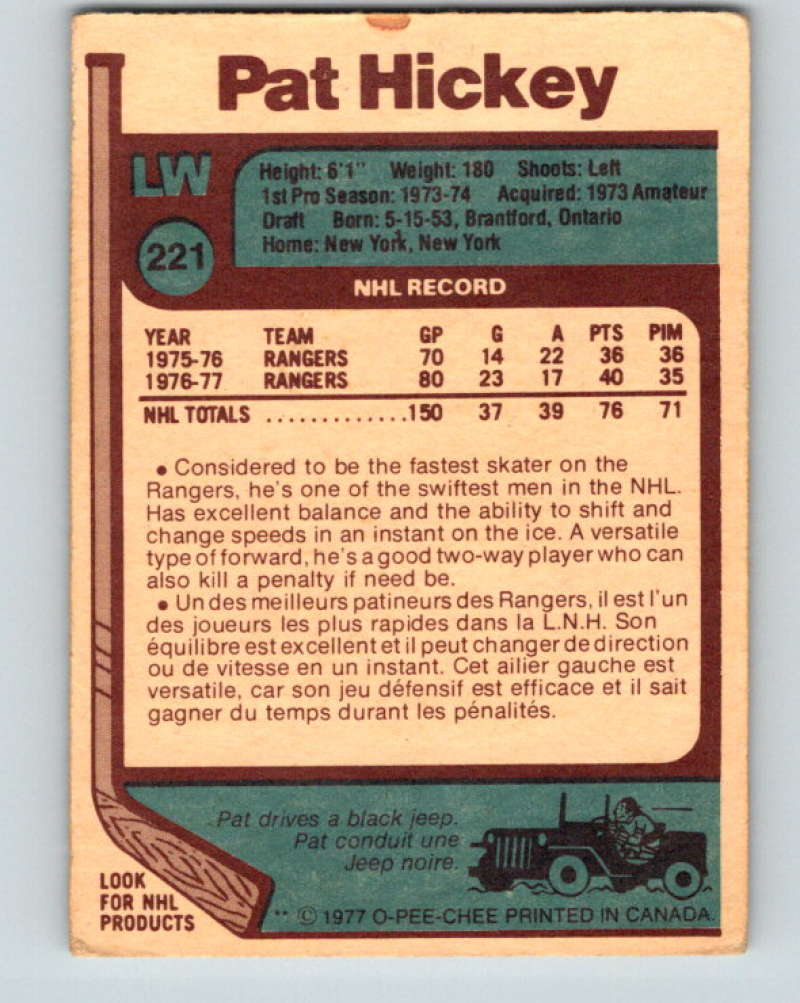 Pat Hickey
LW
221
Height: 6'1" Weight: 180 Shoots: Left
1st Pro Season: 1973-74 Acquired: 1973 Amateur
Draft Born: 5-15-53, Brantford, Ontario
Home: New York, New York
NHL RECORD
YEAR TEAM GP G A PTS PIM
1975-76 RANGERS 70 14 22 36 36
1976-77 RANGERS 80 23 17 40 35
NHL TOTALS .............150 37 39 76 71
• Considered to be the fastest skater on the
Rangers, he's one of the swiftest men in the NHL.
Has excellent balance and the ability to shift and
change speeds in an instant on the ice. A versatile
type of forward, he's a good two-way player who can
also kill a penalty if need be.
• Un des meilleurs patineurs des Rangers, il est l'un
des joueurs les plus rapides dans la L.N.H. Son
équilibre est excellent et il peut changer de direction
ou de vitesse en un instant. Cet ailier gauche est
versatile, car son jeu défensif est efficace et il sait
gagner du temps durant les pénalités.
Pat drives a black jeep.
Pat conduit une
Jeep noire.
LOOK
FOR NHL
PRODUCTS
** © 1977 O-PEE-CHEE PRINTED IN CANADA.